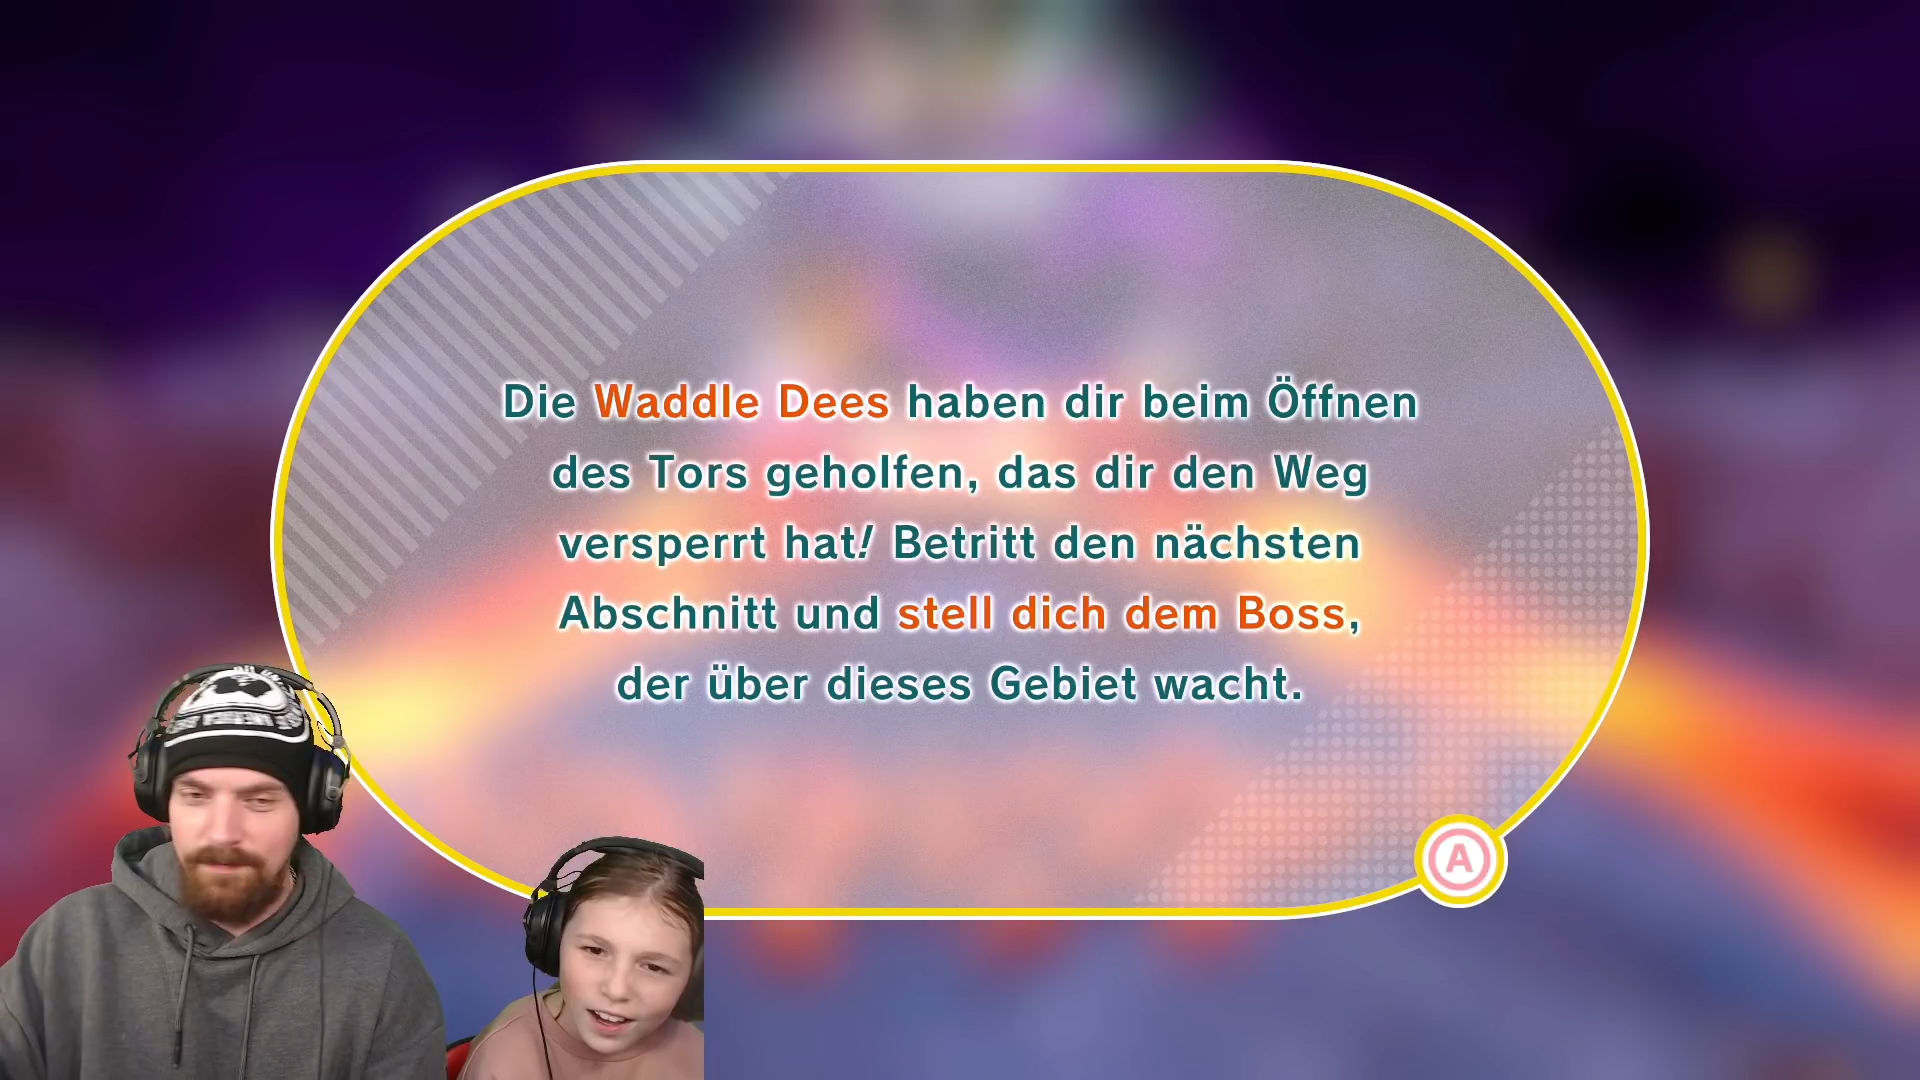 Die Waddle Dees haben dir beim Öffnen
des Tors geholfen, das dir den Weg
versperrt hat! Betritt den nächsten
Abschnitt und stell dich dem Boss,
der über dieses Gebiet wacht.
A